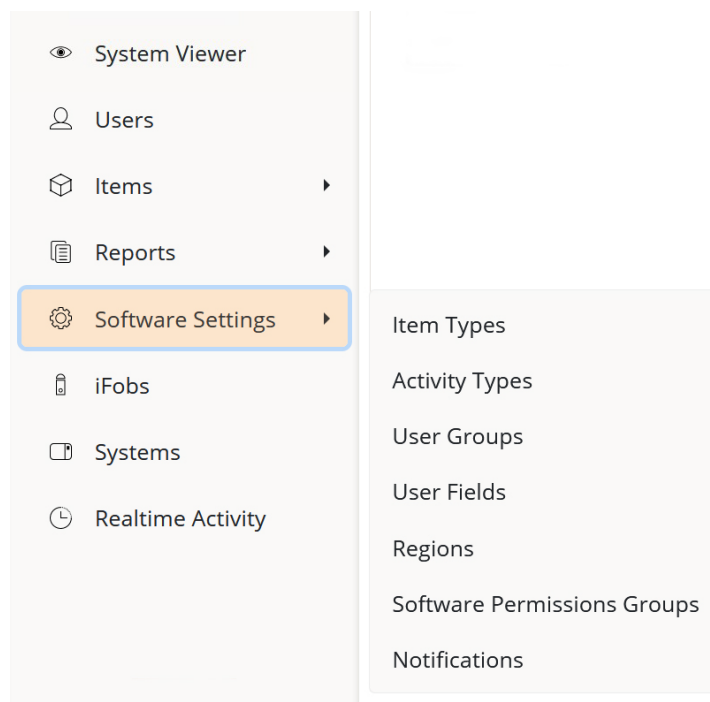 System Viewer
Users
Items
Reports
Software Settings
iFobs
Systems
Realtime Activity
Item Types
Activity Types
User Groups
User Fields
Regions
Software Permissions Groups
Notifications